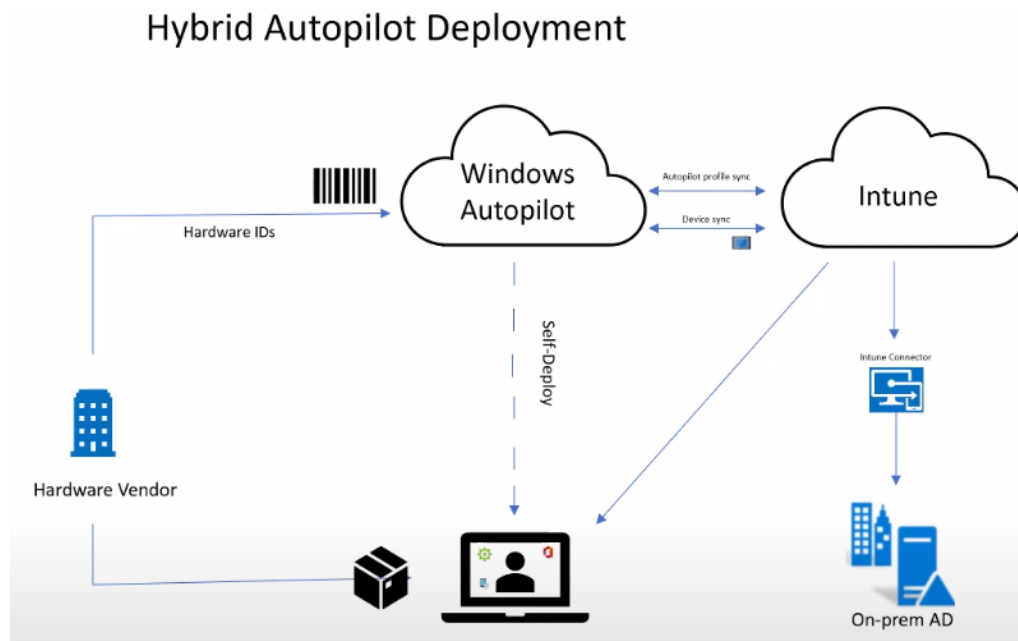 Hybrid Autopilot Deployment
Windows
Autopilot
Autopilot profile sync
Intune
Device sync
Hardware IDs
Self-Deploy
Intune Connector
Hardware Vendor
On-prem AD